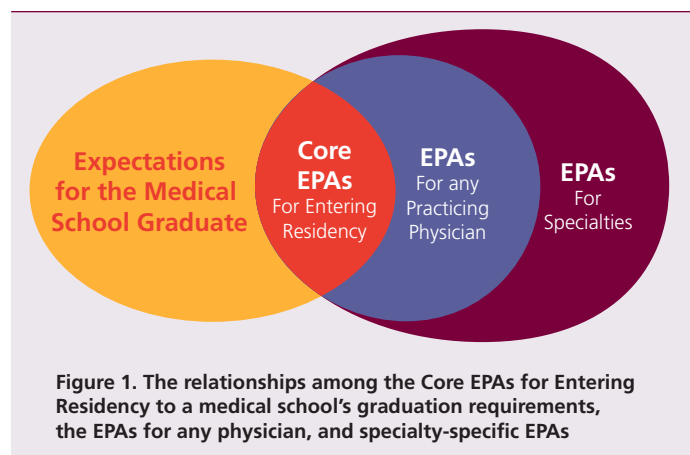 Expectations
for the Medical
School Graduate
Core
EPAs
For Entering
Residency
EPAs
For any
Practicing
Physician
EPAs
For
Specialties
Figure 1. The relationships among the Core EPAs for Entering
Residency to a medical school’s graduation requirements,
the EPAs for any physician, and specialty-specific EPAs